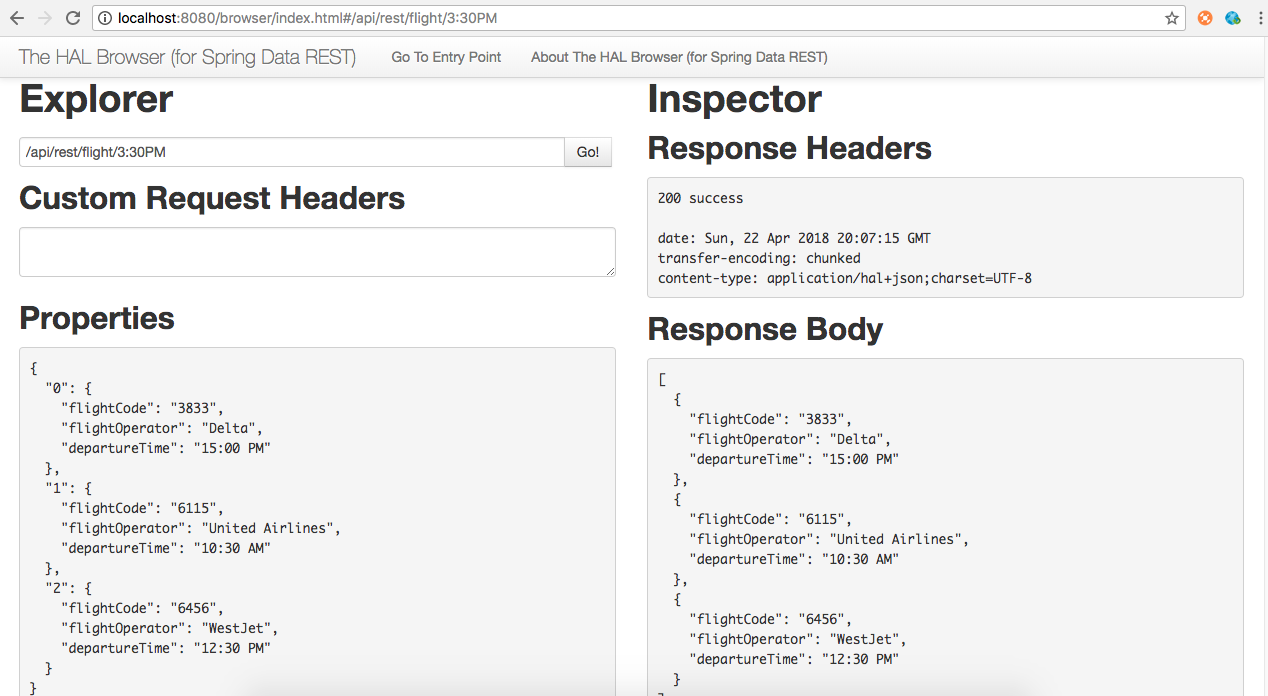 localhost:8080/browser/index.html#/api/rest/flight/3:30PM
The HAL Browser (for Spring Data REST) Go To Entry Point About The HAL Browser (for Spring Data REST)
Explorer
/api/rest/flight/3:30PM Go!
Custom Request Headers
Properties
{
"0": {
"flightCode": "3833",
"flightOperator": "Delta",
"departureTime": "15:00 PM"
},
"1": {
"flightCode": "6115",
"flightOperator": "United Airlines",
"departureTime": "10:30 AM"
},
"2": {
"flightCode": "6456",
"flightOperator": "WestJet",
"departureTime": "12:30 PM"
}
}
Inspector
Response Headers
200 success
date: Sun, 22 Apr 2018 20:07:15 GMT
transfer-encoding: chunked
content-type: application/hal+json;charset=UTF-8
Response Body
[
{
"flightCode": "3833",
"flightOperator": "Delta",
"departureTime": "15:00 PM"
},
{
"flightCode": "6115",
"flightOperator": "United Airlines",
"departureTime": "10:30 AM"
},
{
"flightCode": "6456",
"flightOperator": "WestJet",
"departureTime": "12:30 PM"
}